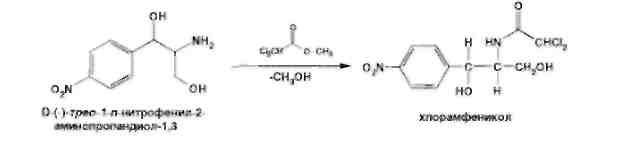 OH
NH₂
OH
O₂N
D-(-)-трео-1-п-нитрофенил-2-
аминопропандиол-1,3
O
Cl₂CH
O
CH₃
-CH₃OH
O
H
HN
CHCl₂
O₂N
C
C
CH₂OH
HO
H
хлорамфеникол